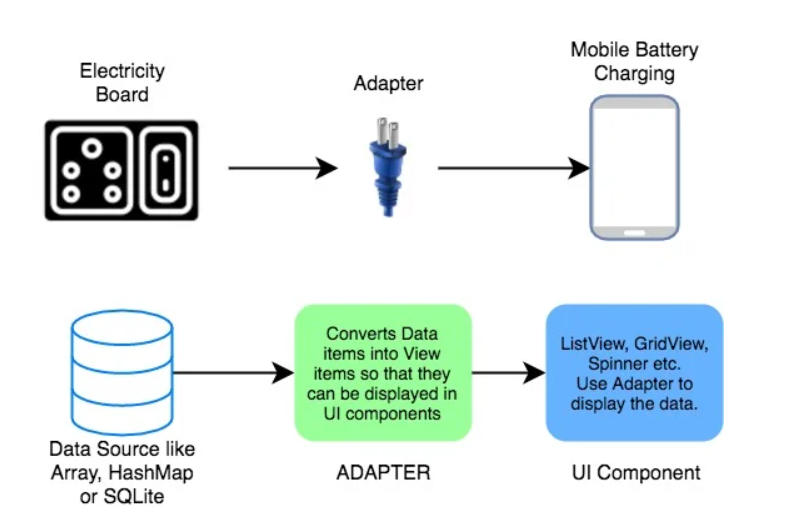 Electricity
Board
Adapter
Mobile Battery
Charging
Converts Data
items into View
items so that they
can be displayed in
UI components
ListView, GridView,
Spinner etc.
Use Adapter to
display the data.
Data Source like
Array, HashMap
or SQLite
ADAPTER
UI Component